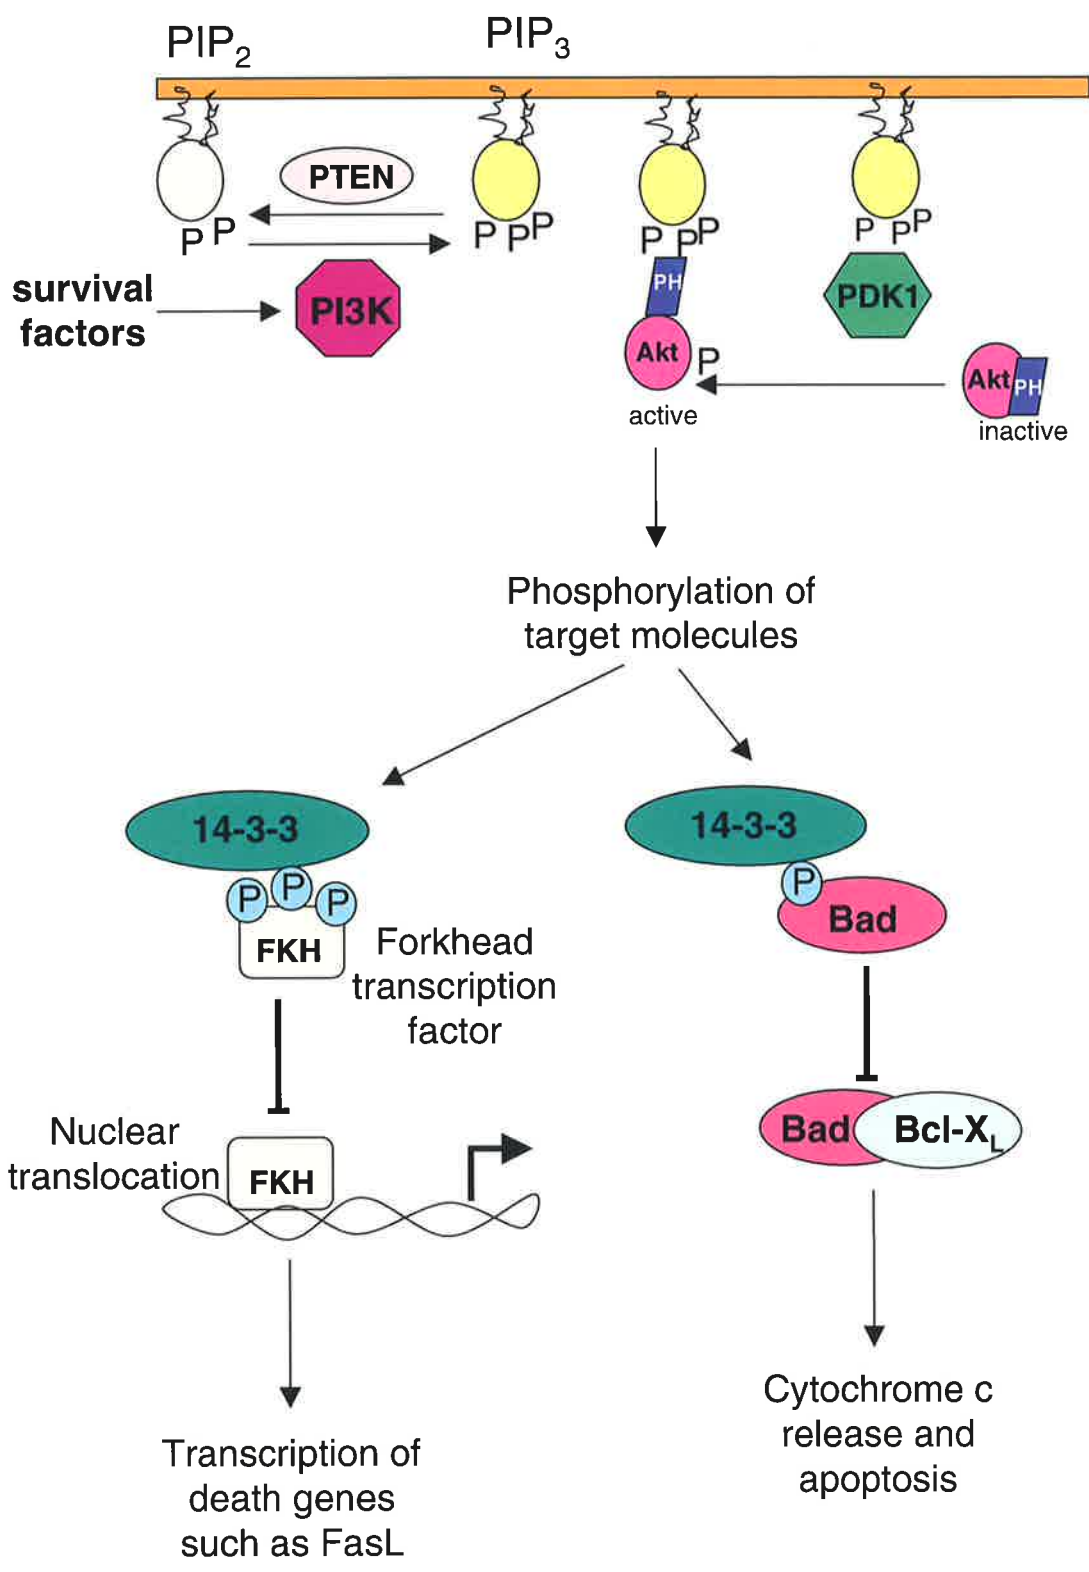 PIP2
PIP3
PTEN
P P
P P P
P P P
P P P
survival
factors
PI3K
PH
Akt
P
active
PDK1
Akt PH
inactive
Phosphorylation of
target molecules
14-3-3
P P P
FKH
Forkhead
transcription
factor
14-3-3
P
Bad
Nuclear
translocation
FKH
Bad Bcl-XL
Transcription of
death genes
such as FasL
Cytochrome c
release and
apoptosis